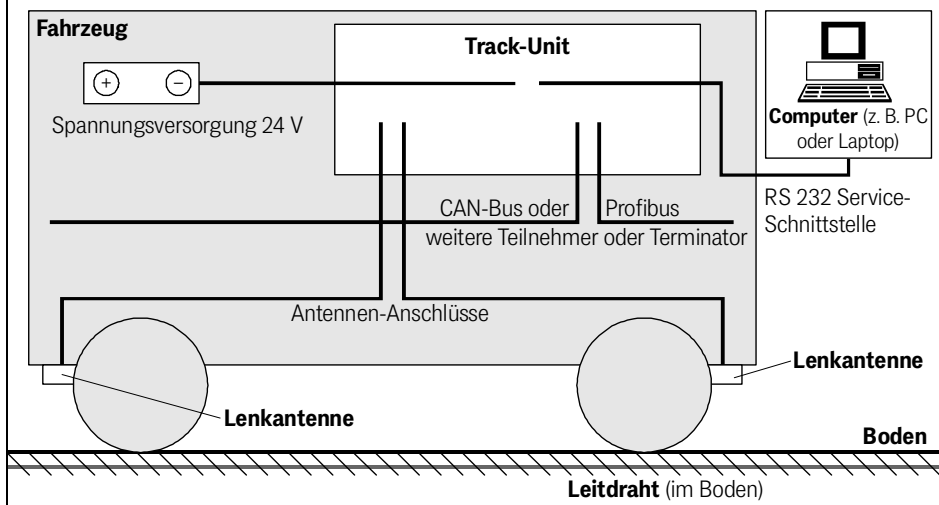 Fahrzeug
Track-Unit
+ −
Spannungsversorgung 24 V
Computer (z. B. PC
oder Laptop)
RS 232 Service-
Schnittstelle
CAN-Bus oder Profibus
weitere Teilnehmer oder Terminator
Antennen-Anschlüsse
Lenkantenne
Lenkantenne
Boden
Leitdraht (im Boden)